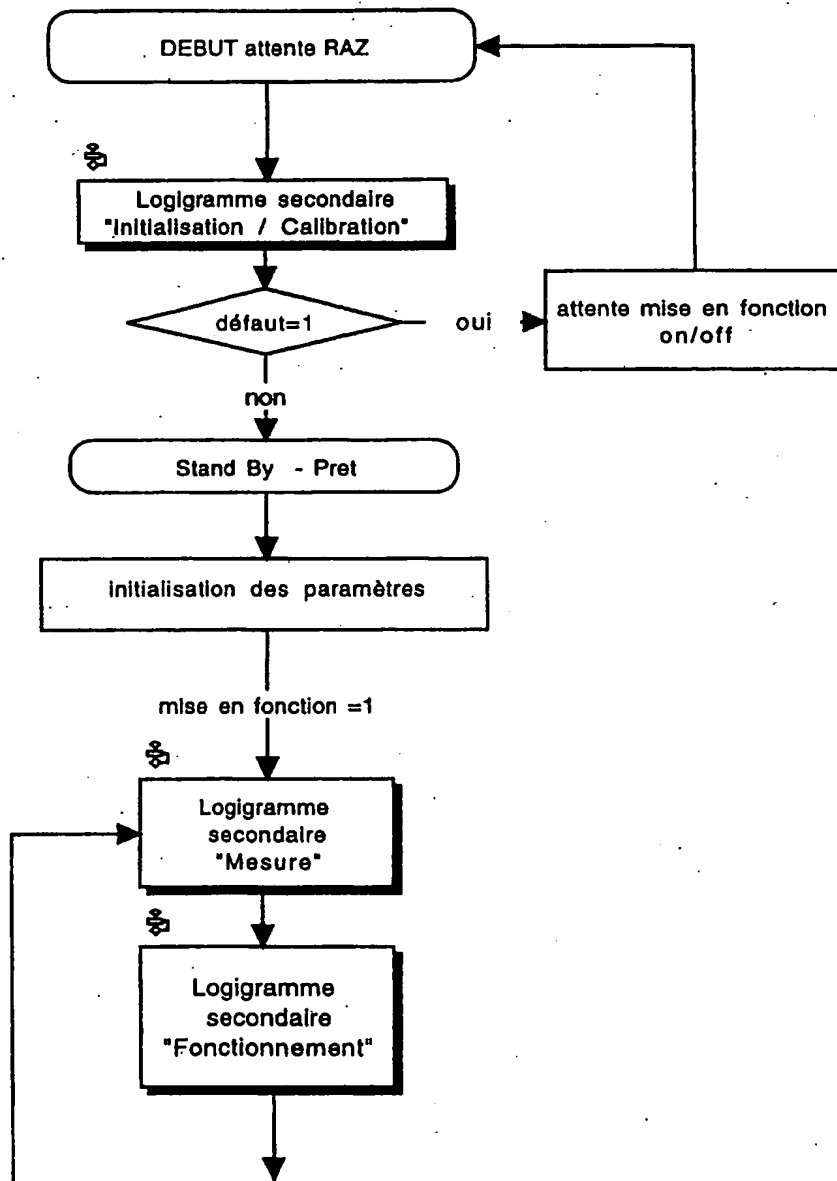 DEBUT attente RAZ
Logigramme secondaire
"Initialisation / Calibration"
défaut=1
oui
attente mise en fonction
on/off
non
Stand By - Pret
initialisation des paramètres
mise en fonction =1
Logigramme
secondaire
"Mesure"
Logigramme
secondaire
"Fonctionnement"